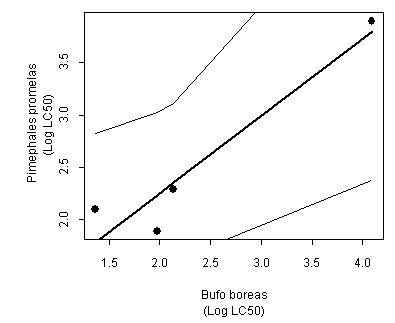 Pimephales promelas
(Log LC50)
3.5
3.0
2.5
2.0
1.5 2.0 2.5 3.0 3.5 4.0
Bufo boreas
(Log LC50)